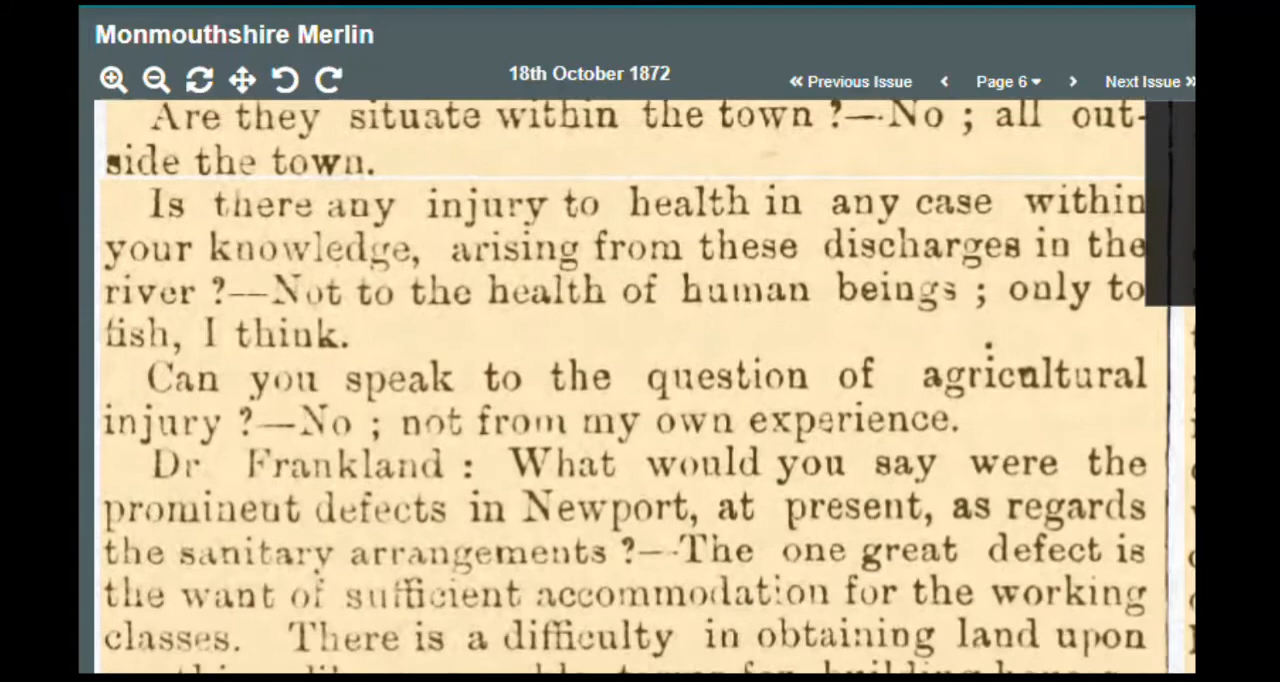 Monmouthshire Merlin
18th October 1872
Previous Issue
Page 6
Next Issue
Are they situate within the town ?—No ; all out-
side the town.
Is there any injury to health in any case within
your knowledge, arising from these discharges in the
river ?—Not to the health of human beings ; only to
fish, I think.
Can you speak to the question of agricultural
injury ?—No ; not from my own experience.
Dr Frankland : What would you say were the
prominent defects in Newport, at present, as regards
the sanitary arrangements ?—The one great defect is
the want of sufficient accommodation for the working
classes. There is a difficulty in obtaining land upon